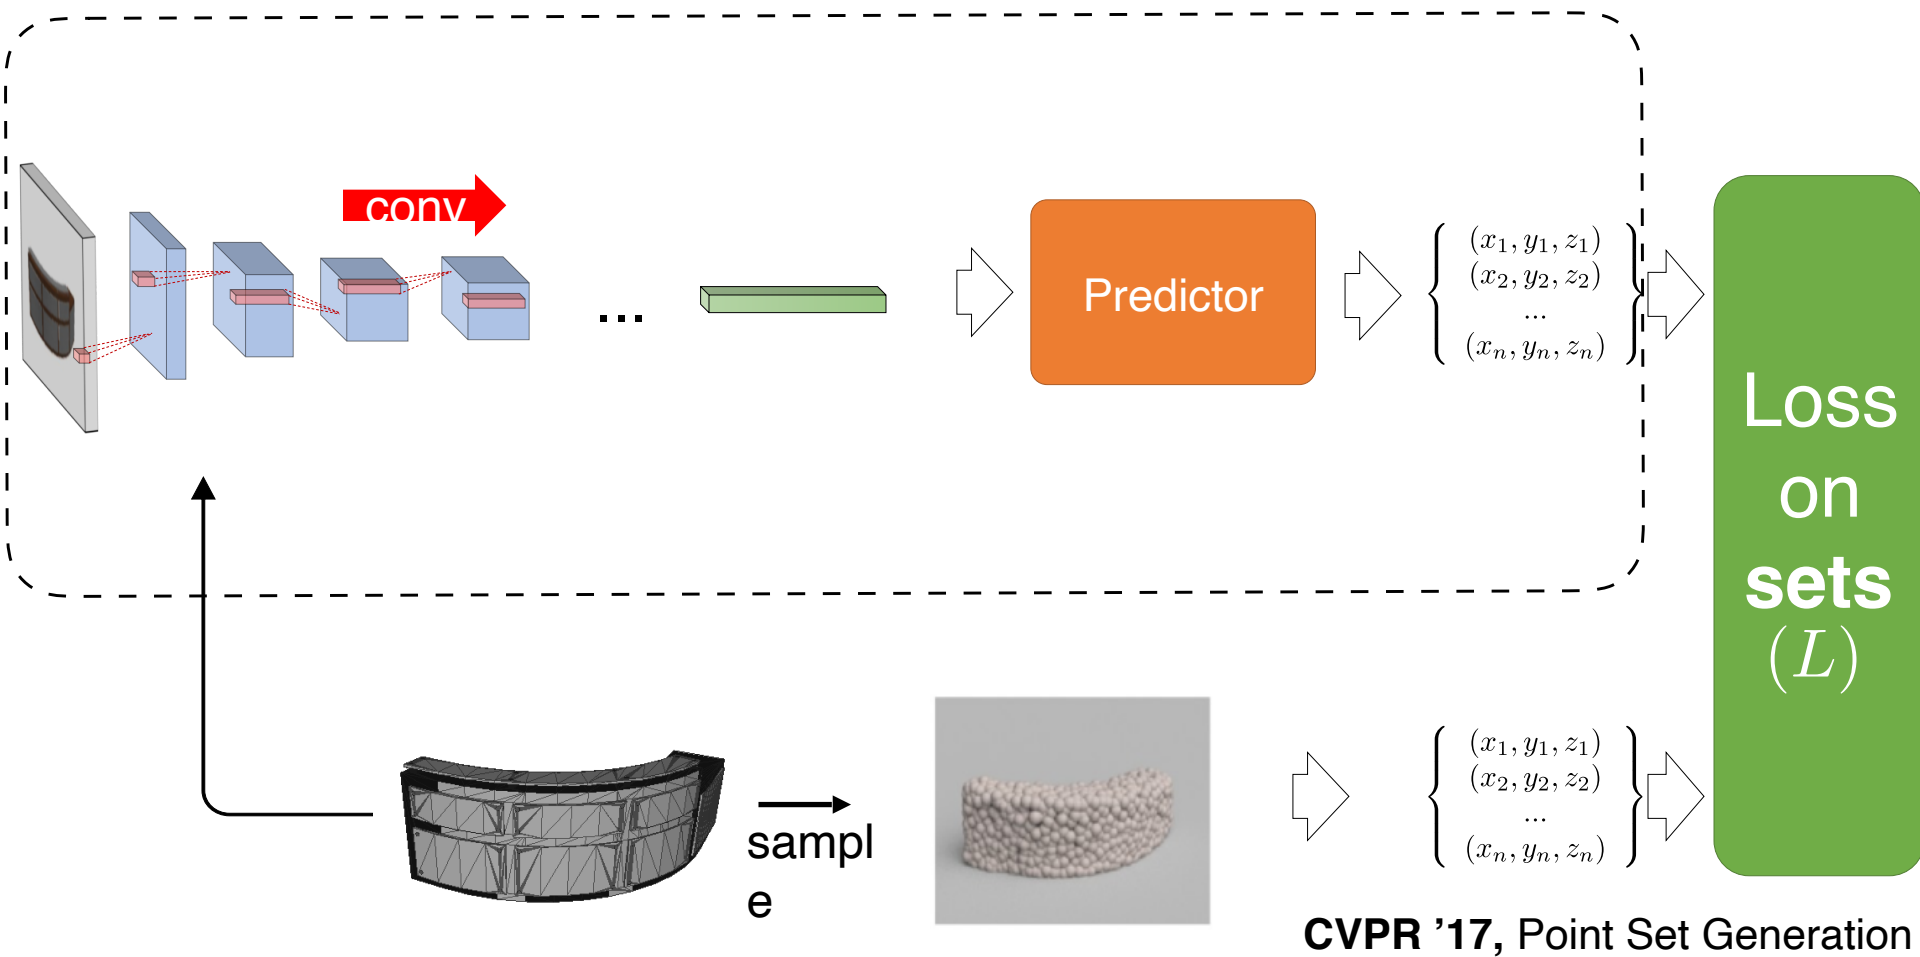 conv
...
Predictor
(x₁, y₁, z₁)
(x₂, y₂, z₂)
...
(xₙ, yₙ, zₙ)
Loss
on
sets
(L)
sampl
e
(x₁, y₁, z₁)
(x₂, y₂, z₂)
...
(xₙ, yₙ, zₙ)
CVPR ’17, Point Set Generation